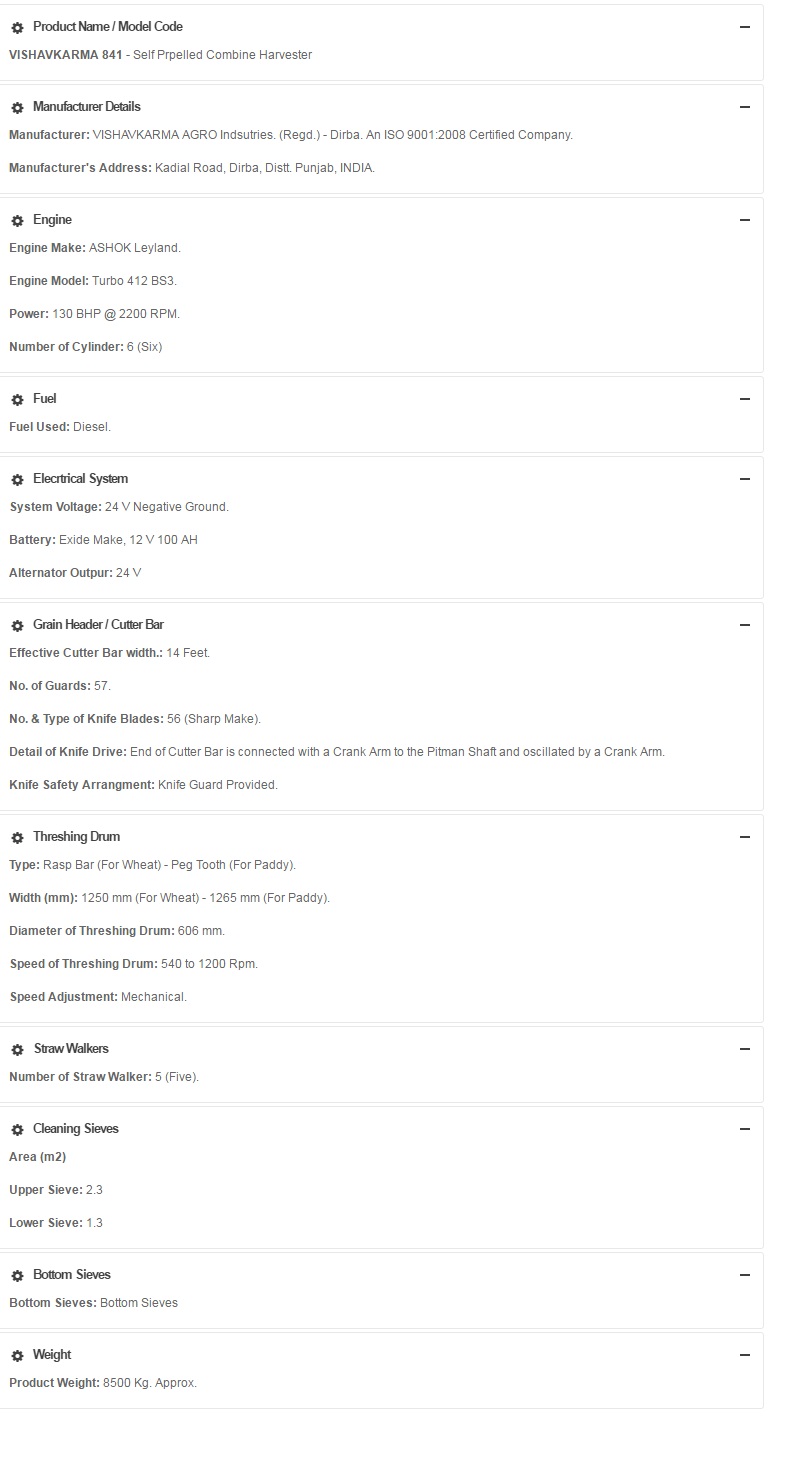 Product Name / Model Code
VISHAVKARMA 841 - Self Prpelled Combine Harvester
Manufacturer Details
Manufacturer: VISHAVKARMA AGRO Indsutries. (Regd.) - Dirba. An ISO 9001:2008 Certified Company.
Manufacturer's Address: Kadial Road, Dirba, Distt. Punjab, INDIA.
Engine
Engine Make: ASHOK Leyland.
Engine Model: Turbo 412 BS3.
Power: 130 BHP @ 2200 RPM.
Number of Cylinder: 6 (Six)
Fuel
Fuel Used: Diesel.
Elecrtrical System
System Voltage: 24 V Negative Ground.
Battery: Exide Make, 12 V 100 AH
Alternator Outpur: 24 V
Grain Header / Cutter Bar
Effective Cutter Bar width.: 14 Feet.
No. of Guards: 57.
No. & Type of Knife Blades: 56 (Sharp Make).
Detail of Knife Drive: End of Cutter Bar is connected with a Crank Arm to the Pitman Shaft and oscillated by a Crank Arm.
Knife Safety Arrangment: Knife Guard Provided.
Threshing Drum
Type: Rasp Bar (For Wheat) - Peg Tooth (For Paddy).
Width (mm): 1250 mm (For Wheat) - 1265 mm (For Paddy).
Diameter of Threshing Drum: 606 mm.
Speed of Threshing Drum: 540 to 1200 Rpm.
Speed Adjustment: Mechanical.
Straw Walkers
Number of Straw Walker: 5 (Five).
Cleaning Sieves
Area (m2)
Upper Sieve: 2.3
Lower Sieve: 1.3
Bottom Sieves
Bottom Sieves: Bottom Sieves
Weight
Product Weight: 8500 Kg. Approx.